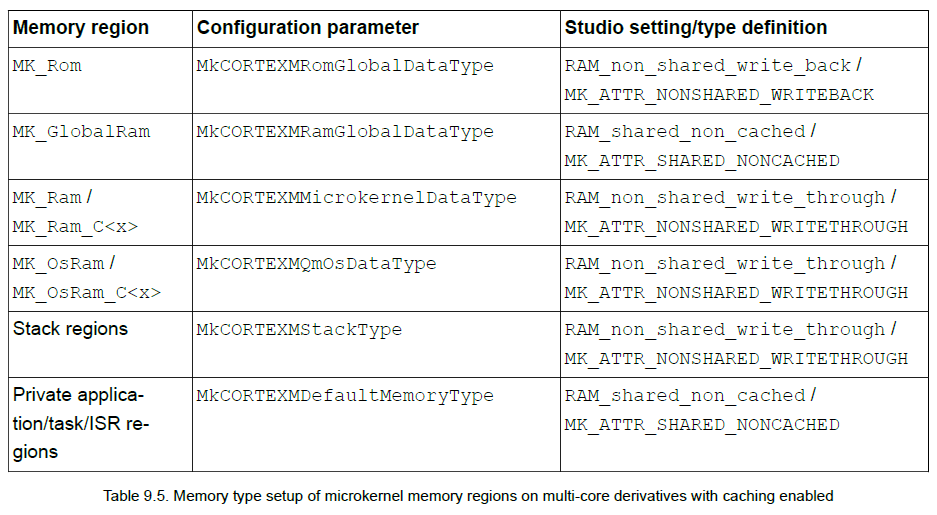 Memory region Configuration parameter Studio setting/type definition
MK_Rom MkCORTEXMRomGlobalDataType RAM_non_shared_write_back /
MK_ATTR_NONSHARED_WRITEBACK
MK_GlobalRam MkCORTEXMRamGlobalDataType RAM_shared_non_cached /
MK_ATTR_SHARED_NONCACHED
MK_Ram / MkCORTEXMMicrokernelDataType RAM_non_shared_write_through /
MK_Ram_C<x> MK_ATTR_NONSHARED_WRITETHROUGH
MK_OsRam / MkCORTEXMQmOsDataType RAM_non_shared_write_through /
MK_OsRam_C<x> MK_ATTR_NONSHARED_WRITETHROUGH
Stack regions MkCORTEXMStackType RAM_non_shared_write_through /
MK_ATTR_NONSHARED_WRITETHROUGH
Private applica- MkCORTEXMDefaultMemoryType RAM_shared_non_cached /
tion/task/ISR re- MK_ATTR_SHARED_NONCACHED
gions
Table 9.5. Memory type setup of microkernel memory regions on multi-core derivatives with caching enabled